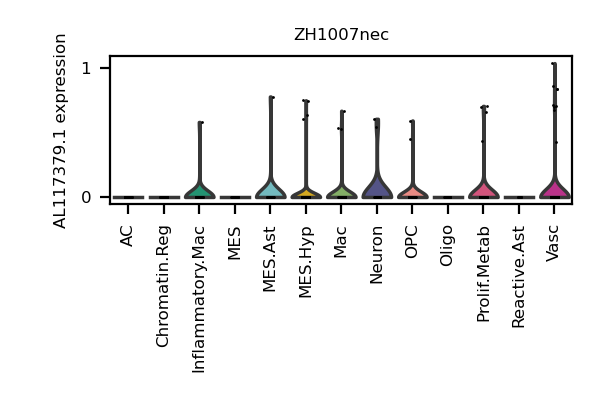 ZH1007nec
AL117379.1 expression
1
0
AC
Chromatin.Reg
Inflammatory.Mac
MES
MES.Ast
MES.Hyp
Mac
Neuron
OPC
Oligo
Prolif.Metab
Reactive.Ast
Vasc